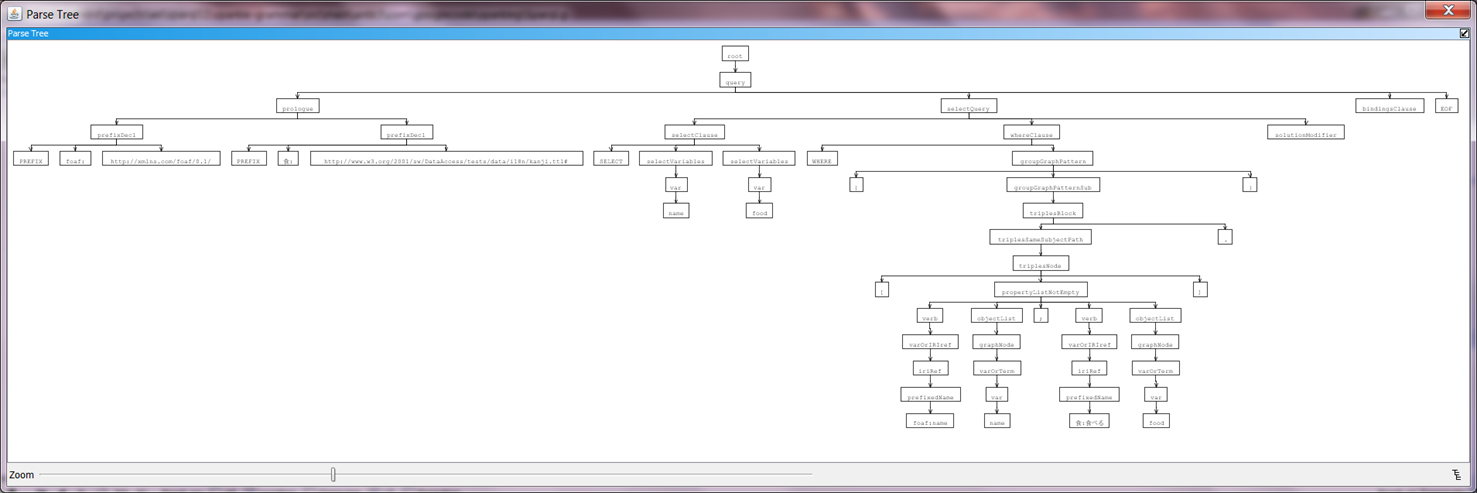 Parse Tree
Parse Tree
root
query
prologue selectQuery bindingsClause EOF
prefixDecl prefixDecl selectClause whereClause solutionModifier
PREFIX foaf: http://xmlns.com/foaf/0.1/ PREFIX 食: http://www.w3.org/2001/sw/DataAccess/tests/data/i18n/kanji.ttl# SELECT selectVariables selectVariables WHERE groupGraphPattern
var var { groupGraphPatternSub }
name food triplesBlock
triplesSameSubjectPath .
triplesNode
[ propertyListNotEmpty ]
verb objectList ; verb objectList
varOrIRIref graphNode varOrIRIref graphNode
iriRef varOrTerm iriRef varOrTerm
prefixedName var prefixedName var
foaf:name name 食:食べる food
Zoom